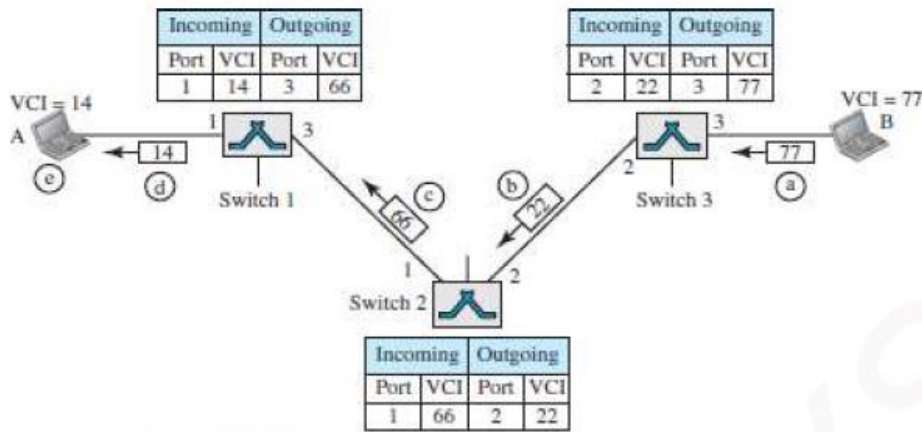 Incoming Outgoing
Port VCI Port VCI
1 14 3 66
Incoming Outgoing
Port VCI Port VCI
2 22 3 77
VCI = 14
A
1
3
14
e
d
Switch 1
66
c
VCI = 77
B
3
2
77
a
Switch 3
b
22
1
2
Switch 2
Incoming Outgoing
Port VCI Port VCI
1 66 2 22